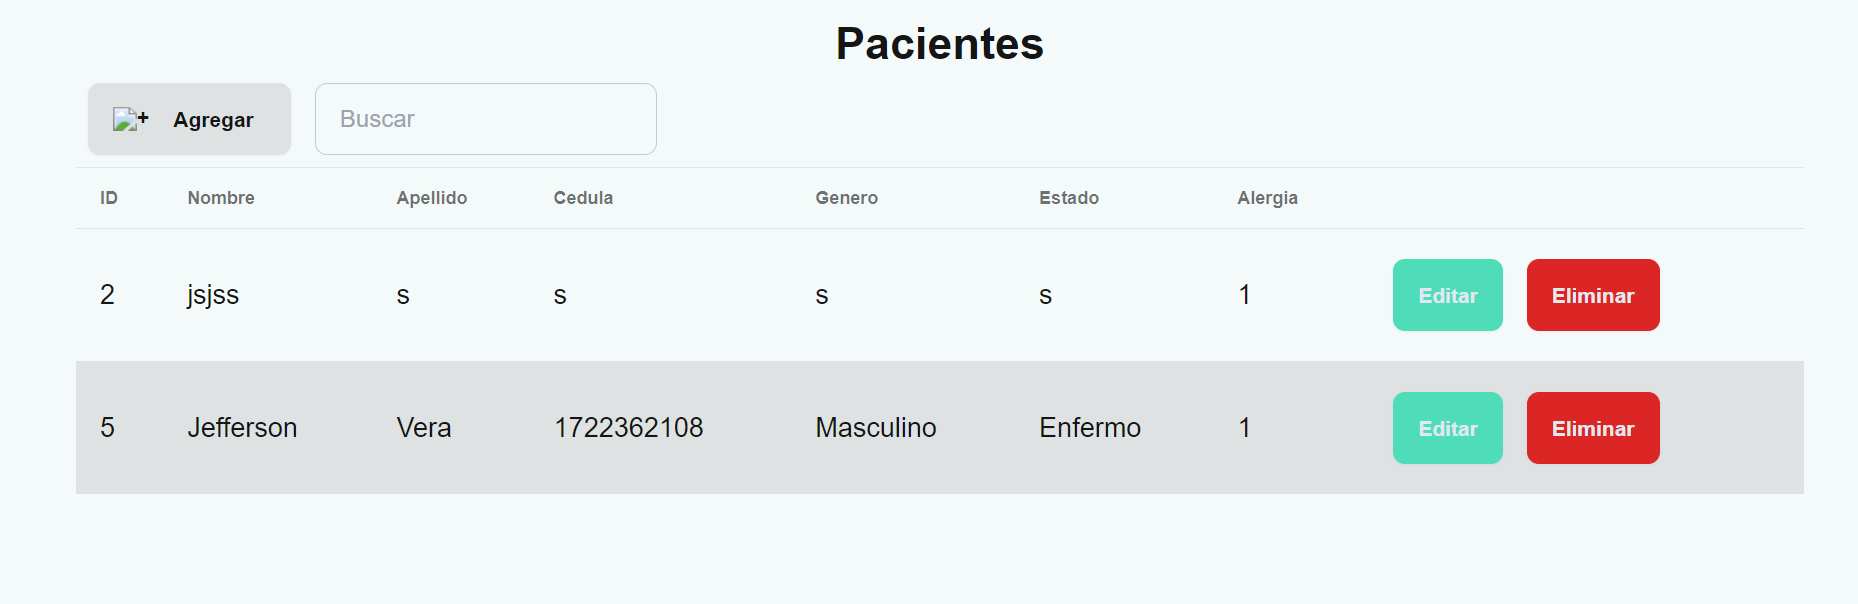 Pacientes
+ Agregar Buscar
ID Nombre Apellido Cedula Genero Estado Alergia
2 jsjss s s s s 1 Editar Eliminar
5 Jefferson Vera 1722362108 Masculino Enfermo 1 Editar Eliminar